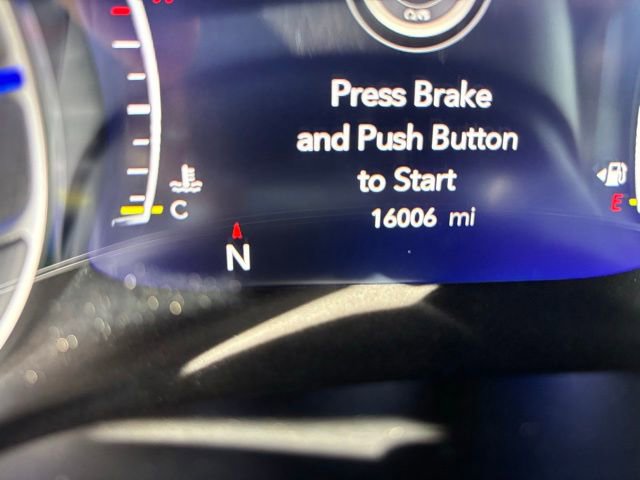 Press Brake
and Push Button
to Start
16006 mi
C
E
N